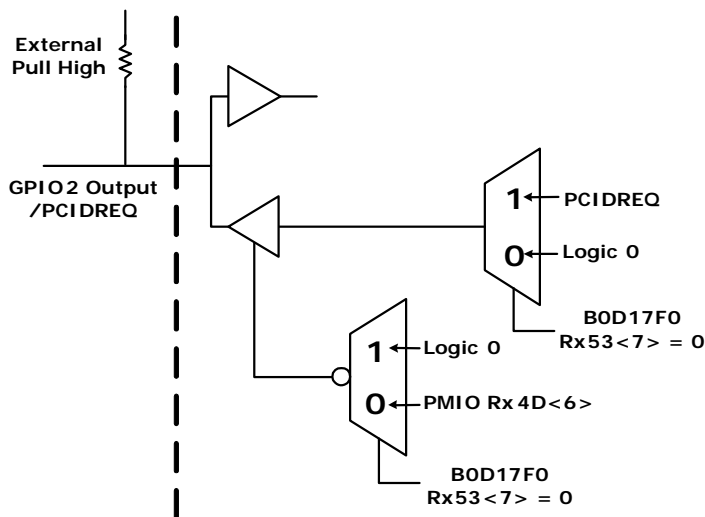 External
Pull High
GPIO2 Output
/PCIDREQ
1
PCIDREQ
0
Logic 0
B0D17F0
Rx53<7> = 0
1
Logic 0
0
PMIO Rx4D<6>
B0D17F0
Rx53<7> = 0